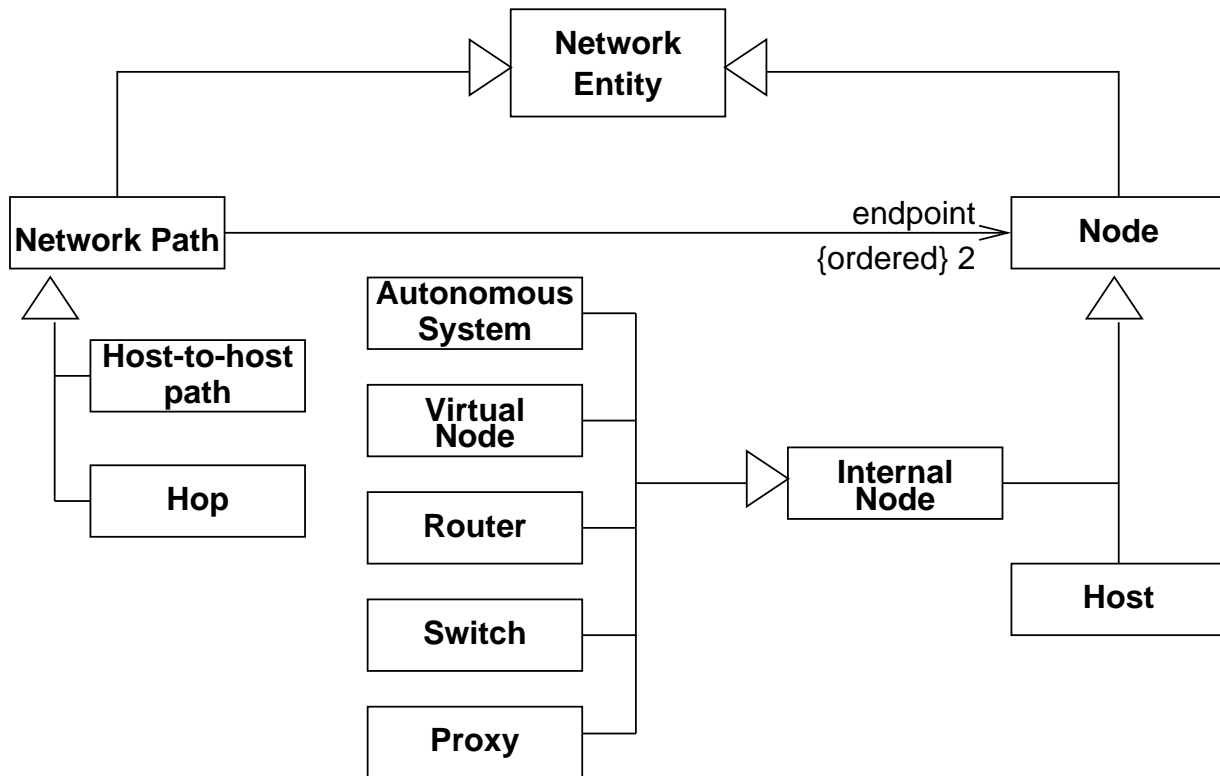 Network
Entity
Network Path
endpoint
{ordered} 2
Node
Autonomous
System
Host-to-host
path
Virtual
Node
Internal
Node
Hop
Router
Host
Switch
Proxy